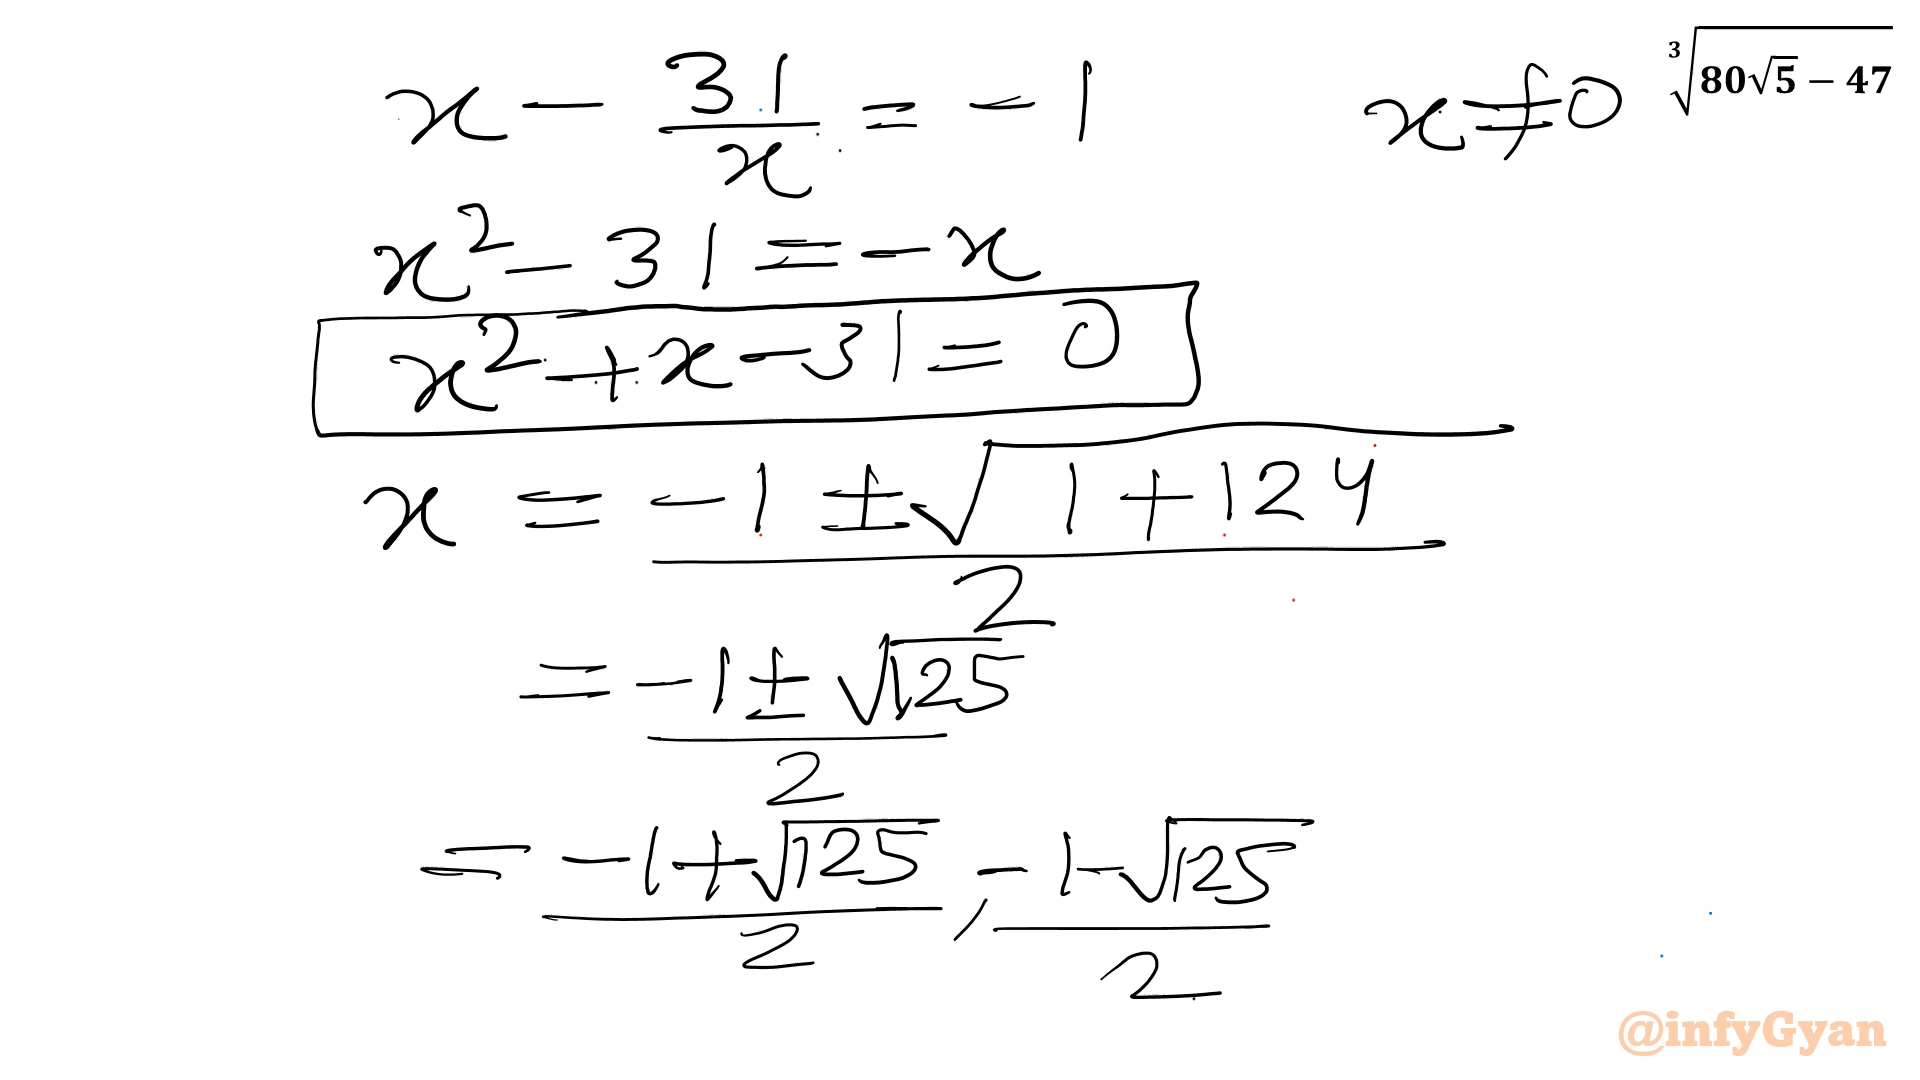 x - 31/x = -1    x ≠ 0    ∛(80√5 − 47)
x² - 31 = -x
x² + x - 31 = 0
x = (-1 ± √(1 + 124))/2
= (-1 ± √125)/2
= (-1 + √125)/2 , (-1 - √125)/2
@infyGyan